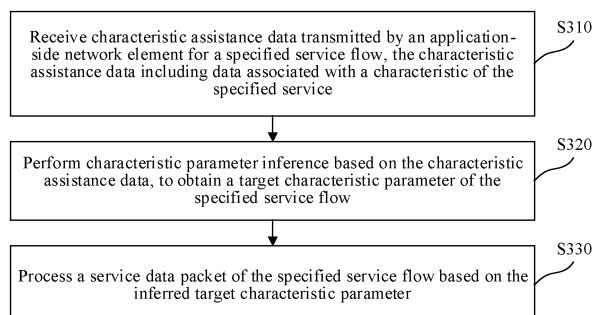 Receive characteristic assistance data transmitted by an application-
side network element for a specified service flow, the characteristic
assistance data including data associated with a characteristic of the
specified service
S310
Perform characteristic parameter inference based on the characteristic
assistance data, to obtain a target characteristic parameter of the
specified service flow
S320
Process a service data packet of the specified service flow based on the
inferred target characteristic parameter
S330